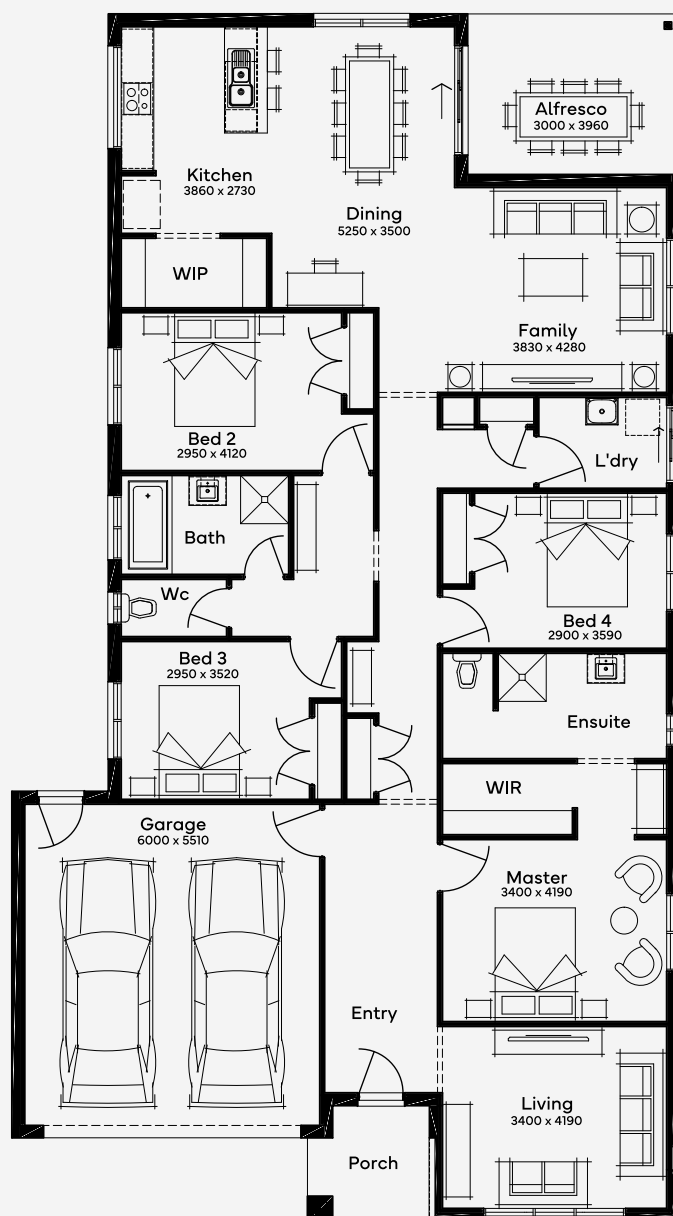 Alfresco
3000 x 3960
Kitchen
3860 x 2730
Dining
5250 x 3500
WIP
Family
3830 x 4280
Bed 2
2950 x 4120
L'dry
Bath
Wc
Bed 4
2900 x 3590
Bed 3
2950 x 3520
Ensuite
WIR
Garage
6000 x 5510
Master
3400 x 4190
Entry
Living
3400 x 4190
Porch